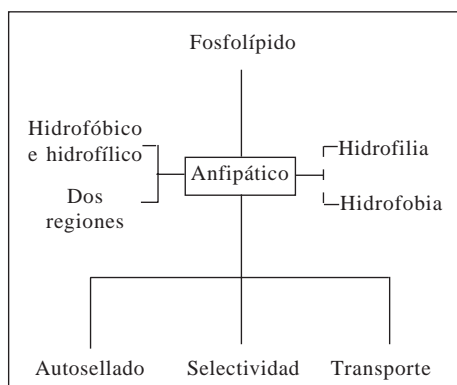 Fosfolípido
Hidrofóbico
e hidrofílico
Dos
regiones
Anfipático
Hidrofilia
Hidrofobia
Autosellado
Selectividad
Transporte